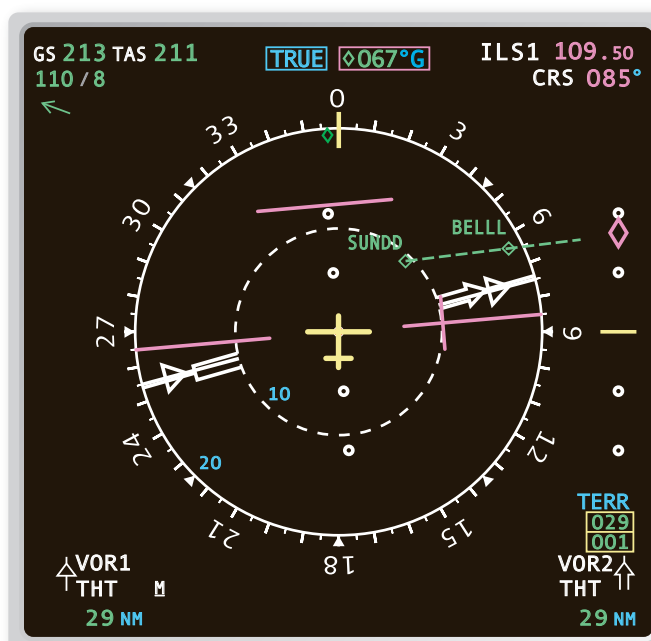 GS 213 TAS 211
110 / 8
TRUE
067°G
ILS1 109.50
CRS 085°
0
3
6
9
12
15
18
21
24
27
30
33
SUNDD
BELLL
10
20
TERR
029
001
VOR1
THT M
29 NM
VOR2
THT
29 NM